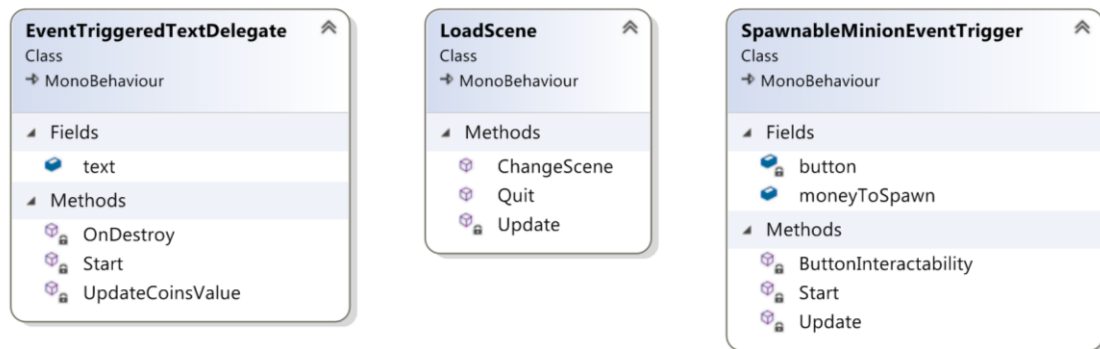 EventTriggeredTextDelegate
Class
MonoBehaviour
Fields
text
Methods
OnDestroy
Start
UpdateCoinsValue
LoadScene
Class
MonoBehaviour
Methods
ChangeScene
Quit
Update
SpawnableMinionEventTrigger
Class
MonoBehaviour
Fields
button
moneyToSpawn
Methods
ButtonInteractability
Start
Update